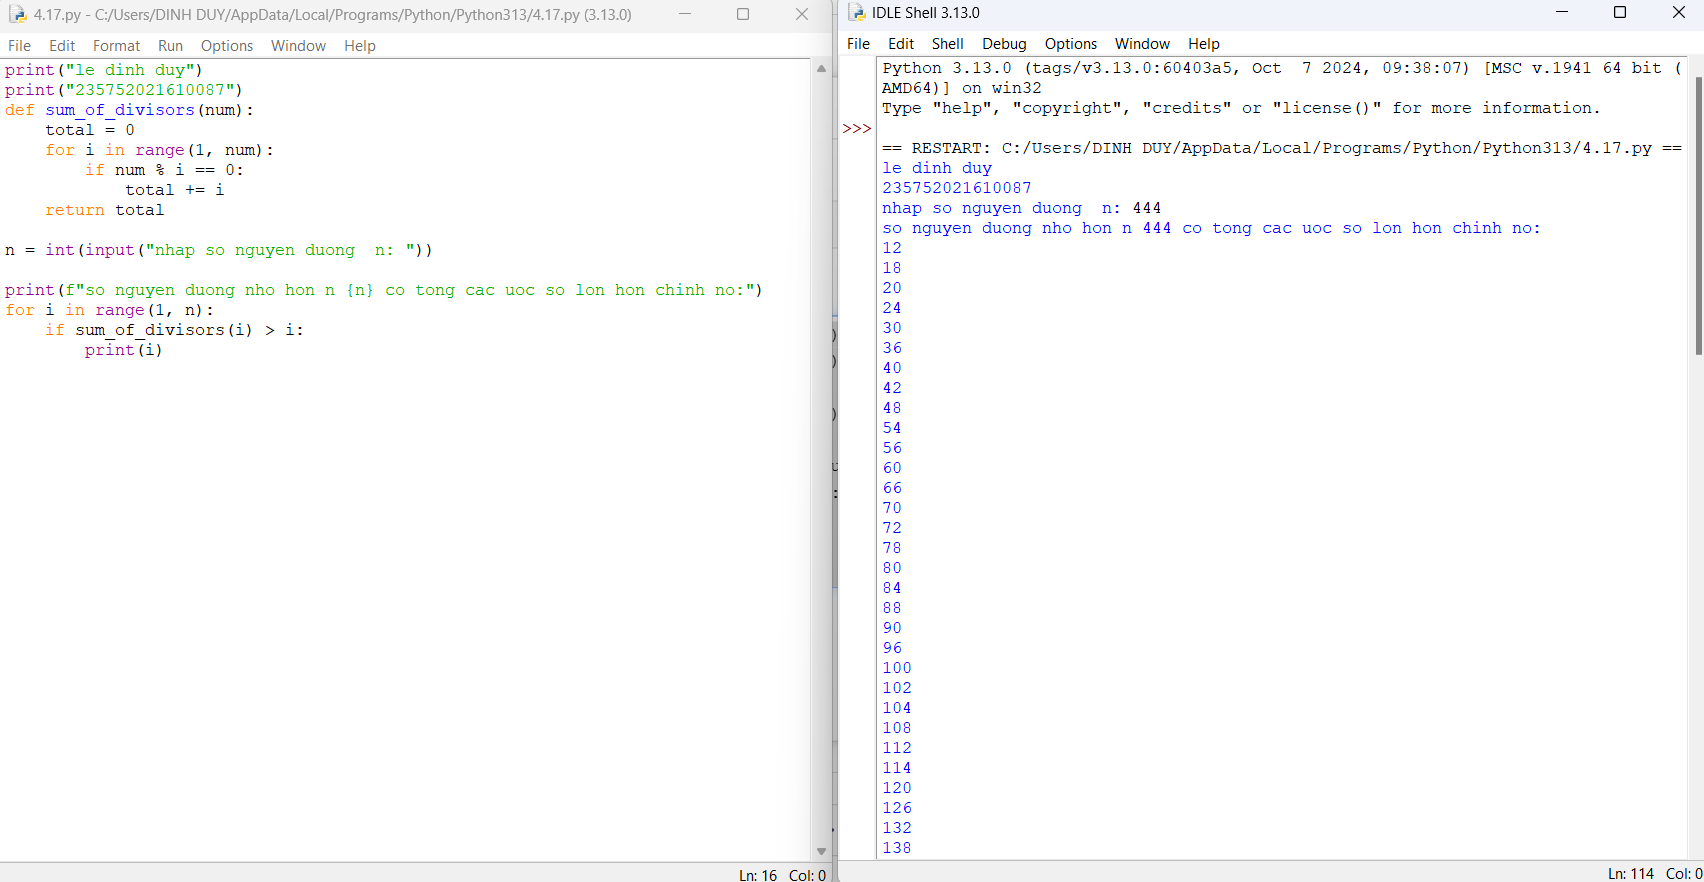 4.17.py - C:/Users/DINH DUY/AppData/Local/Programs/Python/Python313/4.17.py (3.13.0)
File Edit Format Run Options Window Help
print("le dinh duy")
print("235752021610087")
def sum_of_divisors(num):
    total = 0
    for i in range(1, num):
        if num % i == 0:
            total += i
    return total

n = int(input("nhap so nguyen duong  n: "))

print(f"so nguyen duong nho hon n {n} co tong cac uoc so lon hon chinh no:")
for i in range(1, n):
    if sum_of_divisors(i) > i:
        print(i)
Ln: 16 Col: 0
IDLE Shell 3.13.0
File Edit Shell Debug Options Window Help
Python 3.13.0 (tags/v3.13.0:60403a5, Oct  7 2024, 09:38:07) [MSC v.1941 64 bit (
AMD64)] on win32
Type "help", "copyright", "credits" or "license()" for more information.
>>>
== RESTART: C:/Users/DINH DUY/AppData/Local/Programs/Python/Python313/4.17.py ==
le dinh duy
235752021610087
nhap so nguyen duong  n: 444
so nguyen duong nho hon n 444 co tong cac uoc so lon hon chinh no:
12
18
20
24
30
36
40
42
48
54
56
60
66
70
72
78
80
84
88
90
96
100
102
104
108
112
114
120
126
132
138
Ln: 114 Col: 0